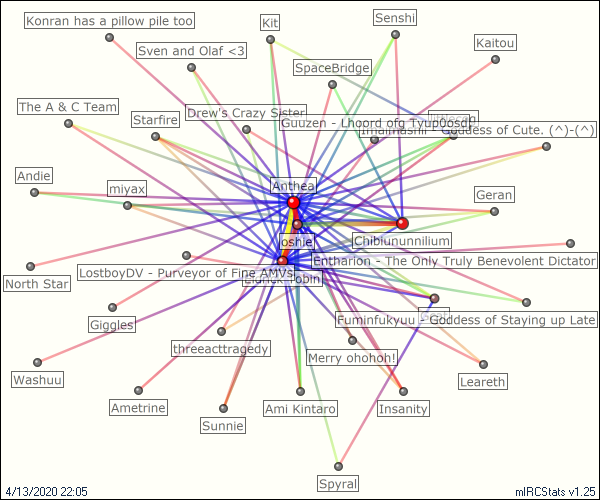 Konran has a pillow pile too
Kit
Senshi
Sven and Olaf <3
Kaitou
SpaceBridge
The A & C Team
Drew's Crazy Sister
Starfire
Guuzen - Lhoord ofg Tyup0osd
Goddess of Cute. (^)-(^)
Andie
miyax
Anthea
Geran
oshie
Chibiununnilium
North Star
LostboyDV - Purveyor of Fine AMVs
Entharion - The Only Truly Benevolent Dictator
Giggles
Fuminfukyuu - Goddess of Staying up Late
threeacttragedy
Merry ohohoh!
Washuu
Leareth
Ametrine
Sunnie
Ami Kintaro
Insanity
Spyral
4/13/2020 22:05
mIRCStats v1.25